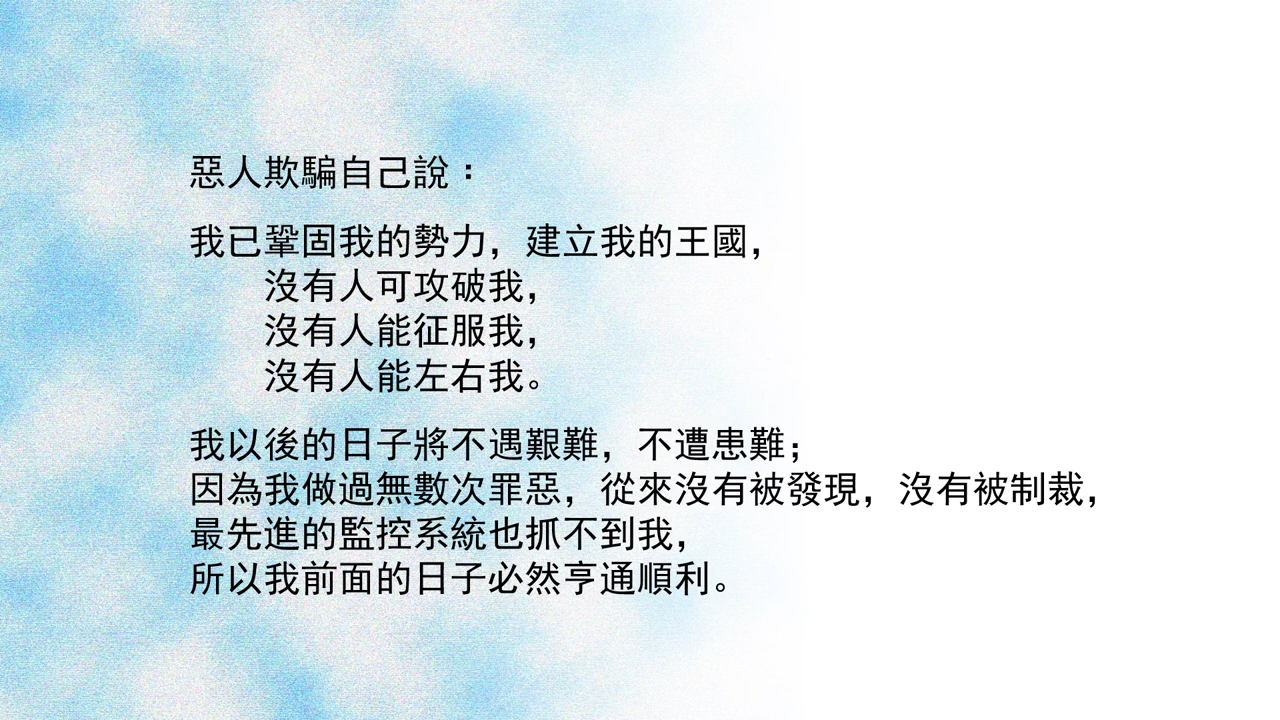 惡人欺騙自己說：
我已鞏固我的勢力，建立我的王國，
沒有人可攻破我，
沒有人能征服我，
沒有人能左右我。
我以後的日子將不遇艱難，不遭患難；
因為我做過無數次罪惡，從來沒有被發現，沒有被制裁，
最先進的監控系統也抓不到我，
所以我前面的日子必然亨通順利。